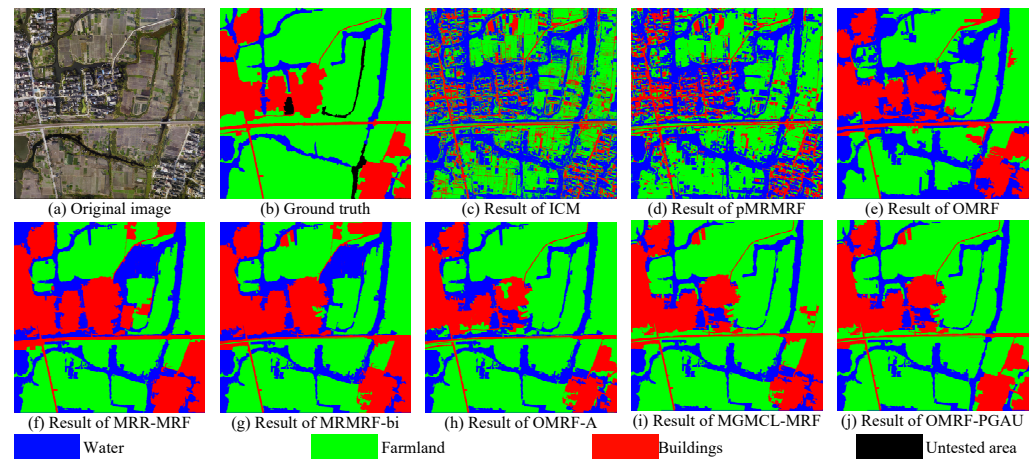 (a) Original image (b) Ground truth (c) Result of ICM (d) Result of pMRMRF (e) Result of OMRF
(f) Result of MRR-MRF (g) Result of MRMRF-bi (h) Result of OMRF-A (i) Result of MGMCL-MRF (j) Result of OMRF-PGAU
Water Farmland Buildings Untested area